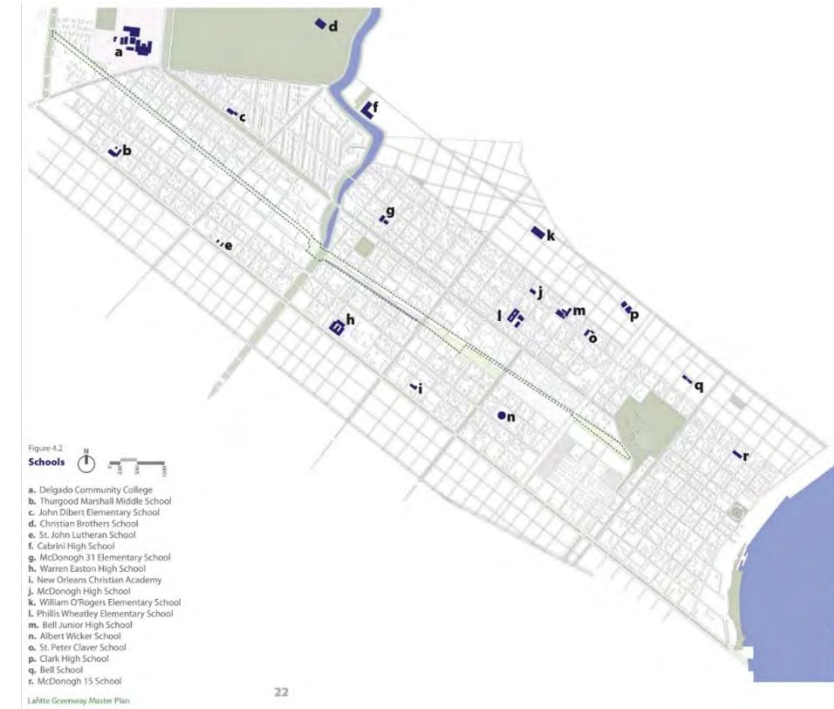 a
d
c
f
b
g
e
k
j
l
m
p
o
h
i
q
n
r
Figure 4.2
Schools
N
0
a. Delgado Community College
b. Thurgood Marshall Middle School
c. John Dibert Elementary School
d. Christian Brothers School
e. St. John Lutheran School
f. Cabrini High School
g. McDonogh 31 Elementary School
h. Warren Easton High School
i. New Orleans Christian Academy
j. McDonogh High School
k. William O'Rogers Elementary School
l. Phillis Wheatley Elementary School
m. Bell Junior High School
n. Albert Wicker School
o. St. Peter Claver School
p. Clark High School
q. Bell School
r. McDonogh 15 School
Lafitte Greenway Master Plan
22